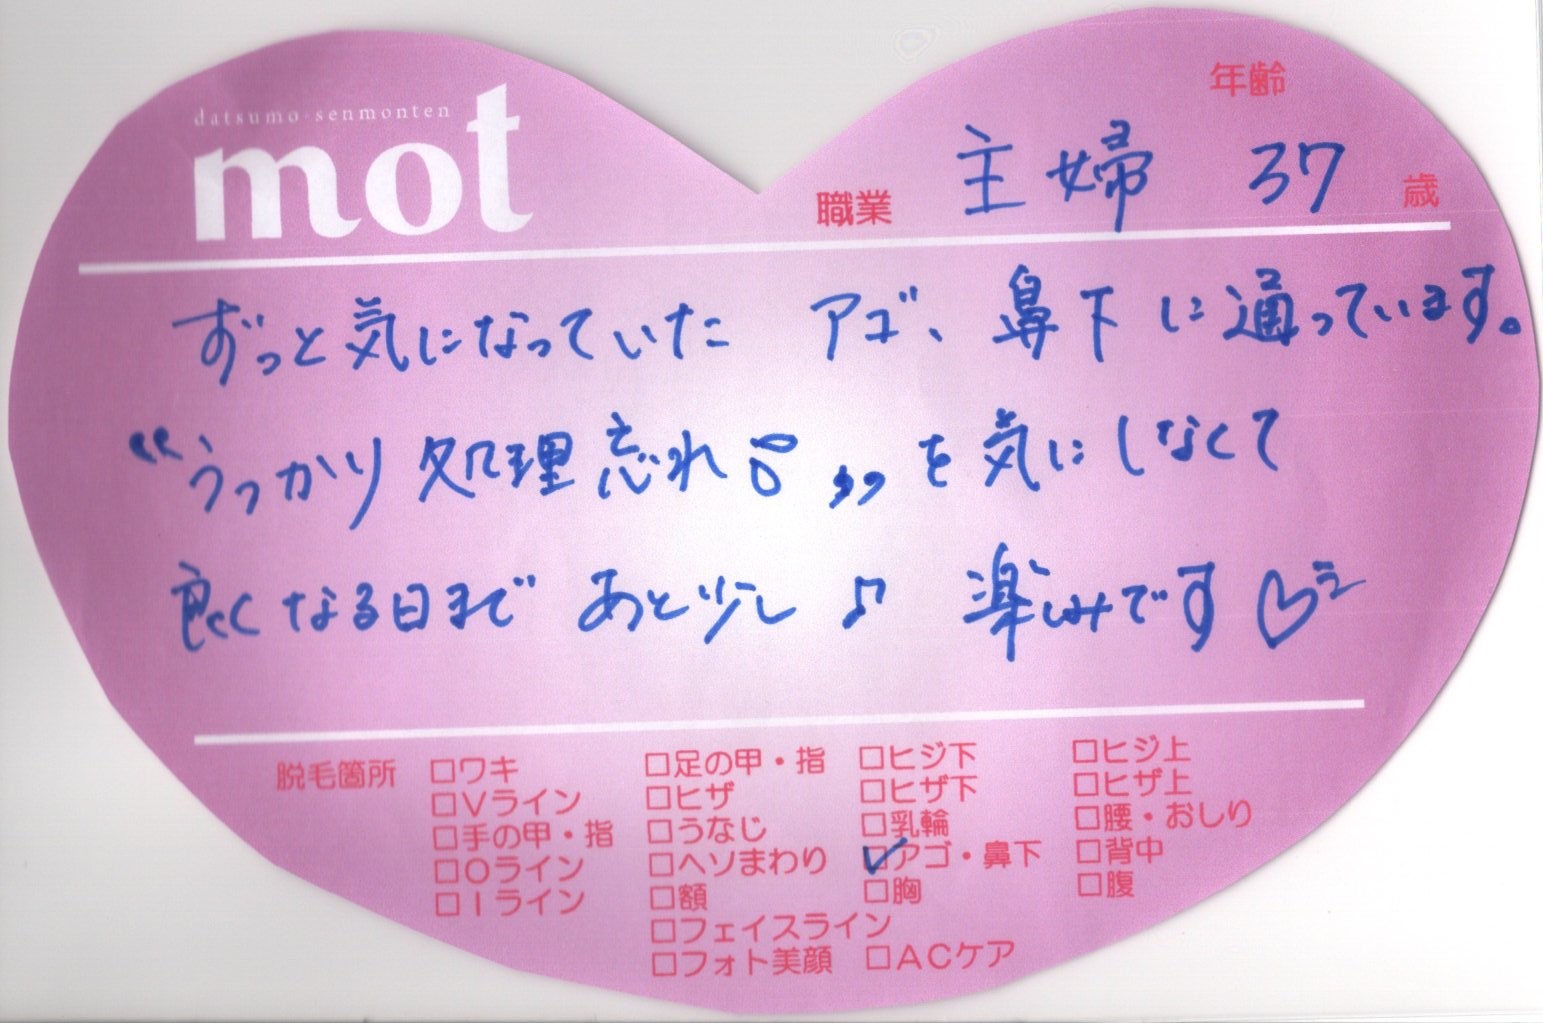 datsumo-senmonten
mot
年齢
職業 主婦 37 歳
ずっと気になっていた アゴ、鼻下に通っています。
“うっかり処理忘れ!!”を気にしなくて
良くなる日まで あと少し♪ 楽しみです♡
脱毛箇所
□ワキ
□Vライン
□手の甲・指
□Oライン
□Iライン
□足の甲・指
□ヒザ
□うなじ
□ヘソまわり
□額
□フェイスライン
□フォト美顔
□ヒジ下
□ヒザ下
□乳輪
☑アゴ・鼻下
□胸
□ACケア
□ヒジ上
□ヒザ上
□腰・おしり
□背中
□腹